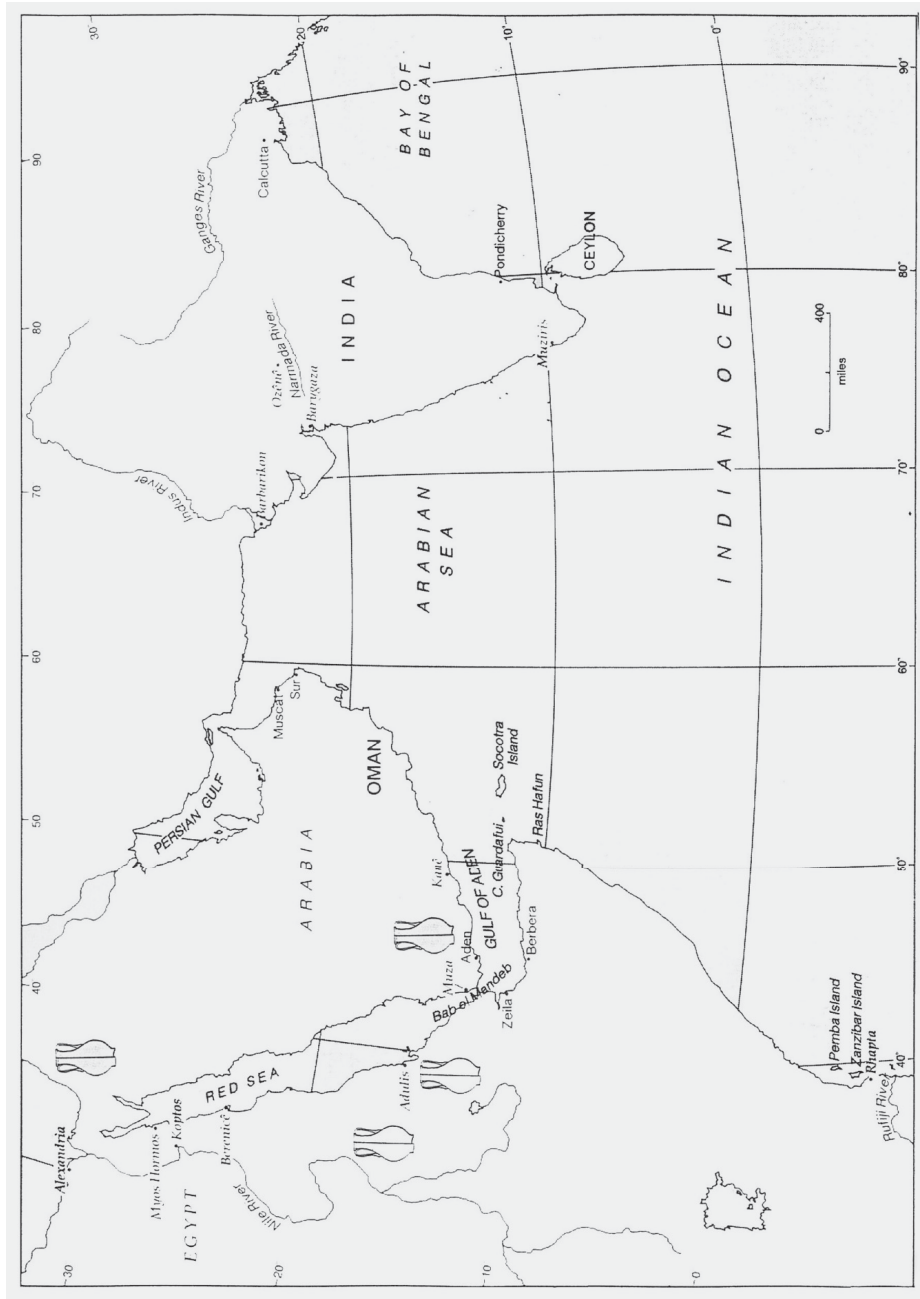 30°
20°
10°
0°
90
80
70
60
50
40
90°
80°
70°
60°
50°
40°
30
20
10
0
Ganges River
Calcutta
BAY OF
BENGAL
Ozênê
Narmada River
Barugaza
INDIA
Pondicherry
CEYLON
Muziris
Indus River
Barbarikon
ARABIAN
SEA
INDIAN OCEAN
0
400
miles
Muscat
Sur
OMAN
PERSIAN GULF
ARABIA
Socotra
Island
Ras Hafun
C. Guardafui
Kanê
GULF OF ADEN
Aden
Berbera
Muza
Bab el Mandeb
Zeila
RED SEA
Adulis
Alexandria
Myos Hormos
Koptos
Berenicê
EGYPT
Nile River
Pemba Island
Zanzibar Island
Rhapta
Rufiji River